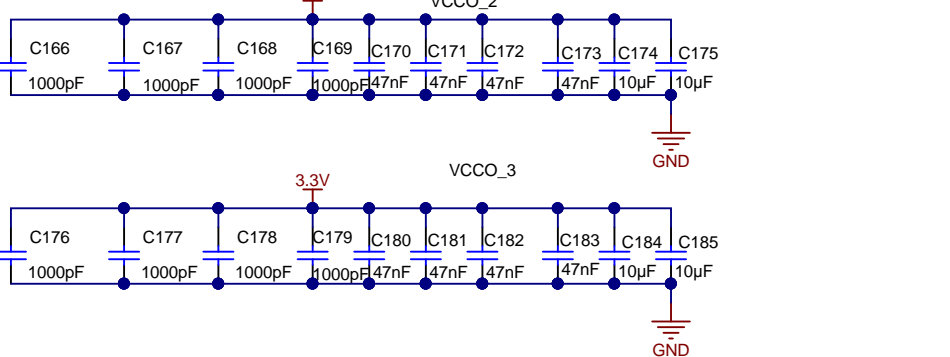 VCCO_2
C166 C167 C168 C169 C170 C171 C172 C173 C174 C175
1000pF 1000pF 1000pF 1000pF 47nF 47nF 47nF 47nF 10µF 10µF
GND
VCCO_3
3.3V
C176 C177 C178 C179 C180 C181 C182 C183 C184 C185
1000pF 1000pF 1000pF 1000pF 47nF 47nF 47nF 47nF 10µF 10µF
GND